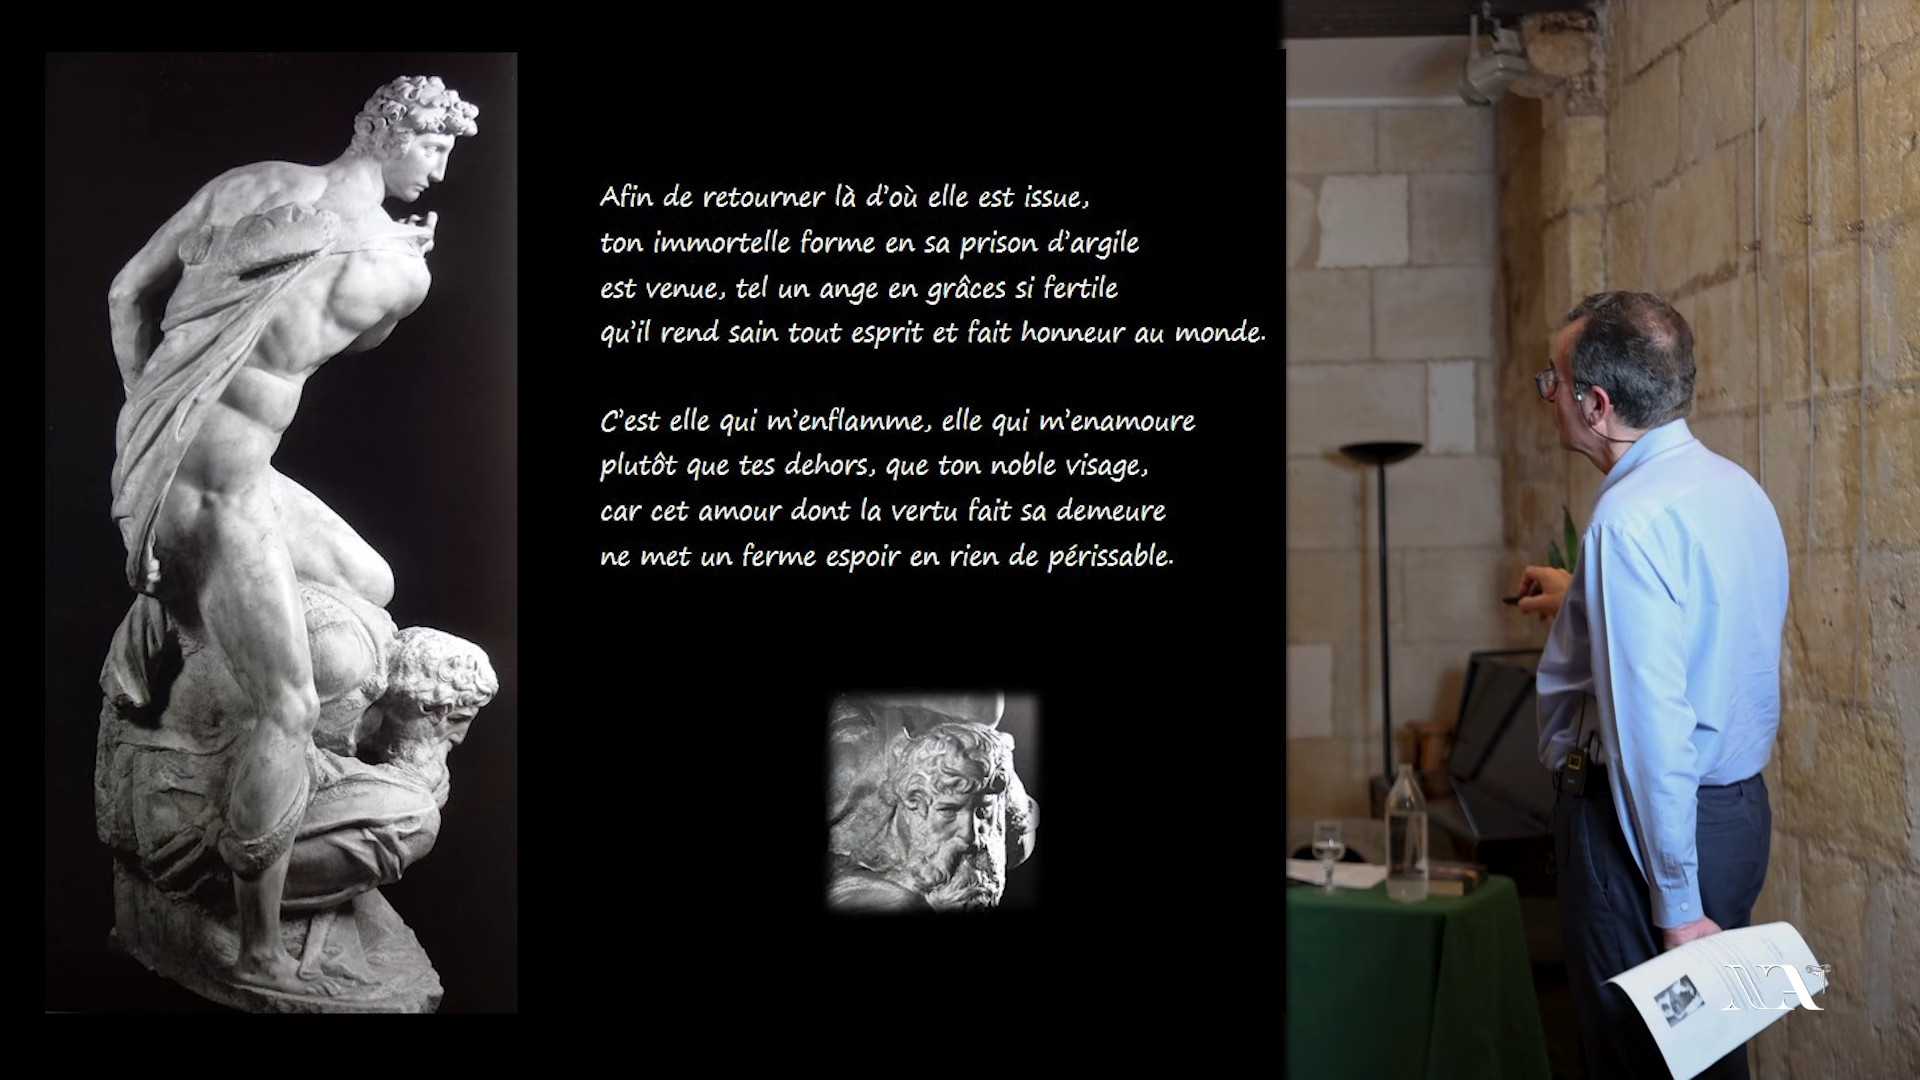 Afin de retourner là d'où elle est issue,
ton immortelle forme en sa prison d'argile
est venue, tel un ange en grâces si fertile
qu'il rend sain tout esprit et fait honneur au monde.
C'est elle qui m'enflamme, elle qui m'enamoure
plutôt que tes dehors, que ton noble visage,
car cet amour dont la vertu fait sa demeure
ne met un ferme espoir en rien de périssable.
NA